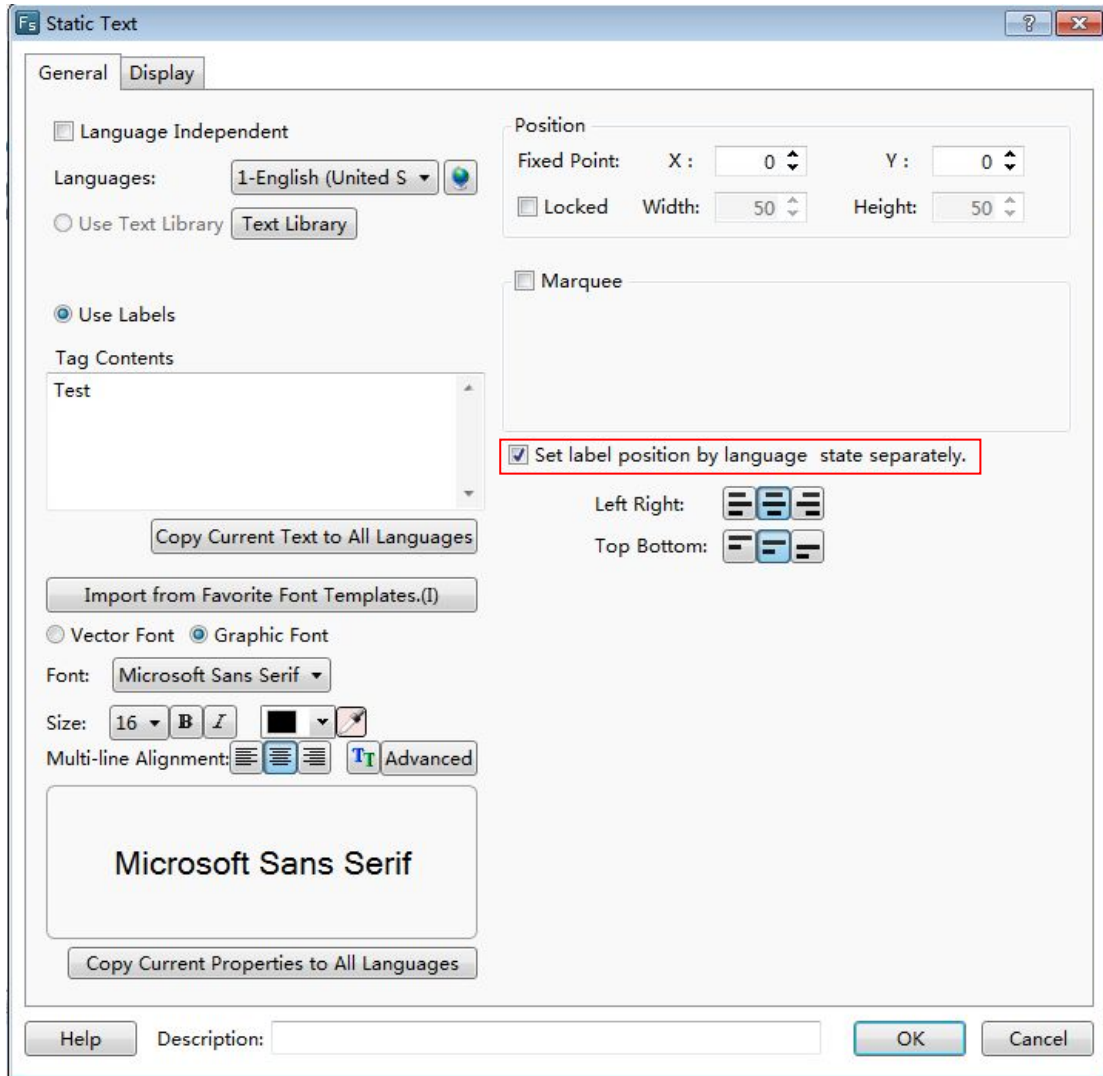 Fs Static Text
General Display
Language Independent
Languages: 1-English (United S
Use Text Library Text Library
Use Labels
Tag Contents
Test
Copy Current Text to All Languages
Import from Favorite Font Templates.(I)
Vector Font Graphic Font
Font: Microsoft Sans Serif
Size: 16 B I
Multi-line Alignment: TT Advanced
Microsoft Sans Serif
Copy Current Properties to All Languages
Position
Fixed Point: X : 0 Y : 0
Locked Width: 50 Height: 50
Marquee
Set label position by language state separately.
Left Right:
Top Bottom:
Help Description: OK Cancel